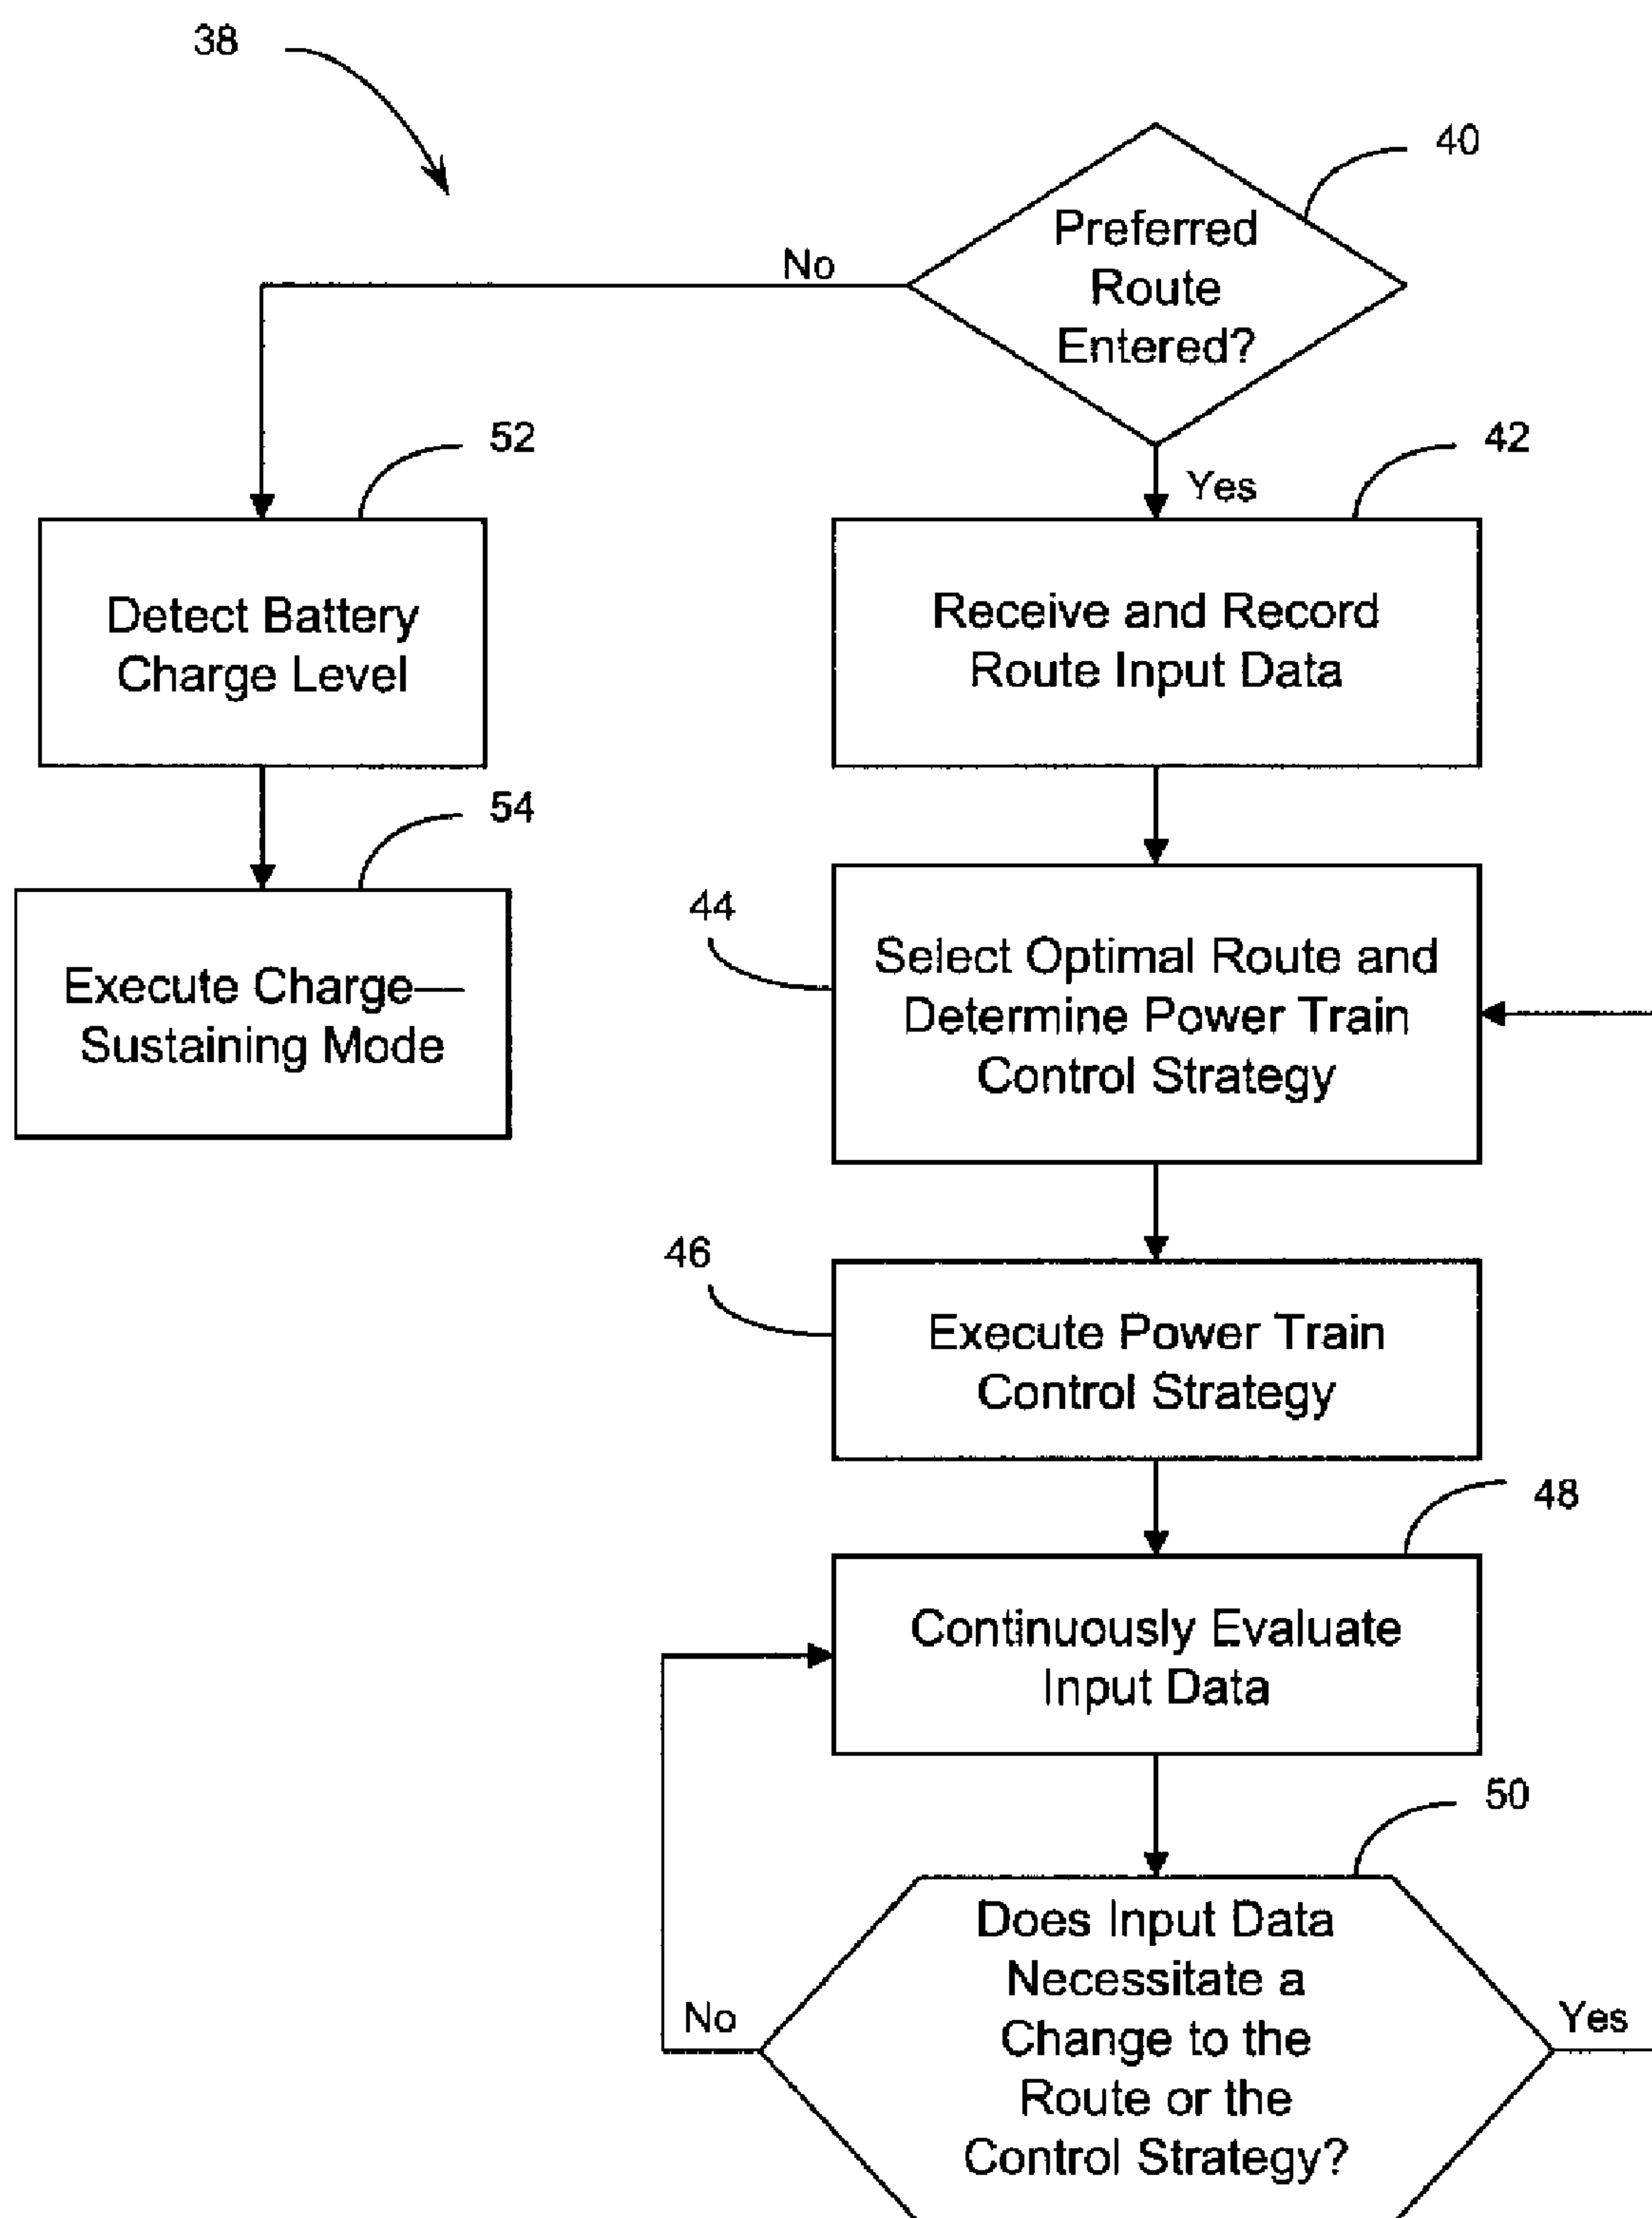 38
40
Preferred
Route
Entered?
No
Yes
52
42
Detect Battery
Charge Level
Receive and Record
Route Input Data
54
44
Execute Charge—
Sustaining Mode
Select Optimal Route and
Determine Power Train
Control Strategy
46
Execute Power Train
Control Strategy
48
Continuously Evaluate
Input Data
50
Does Input Data
Necessitate a
Change to the
Route or the
Control Strategy?
No
Yes